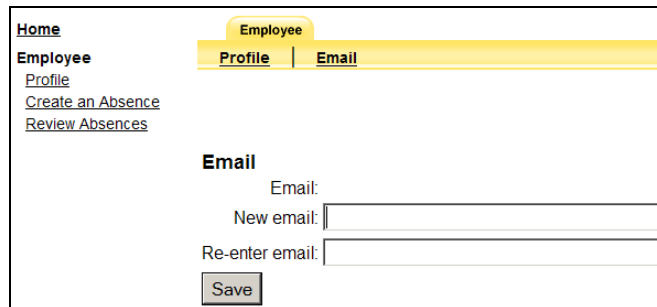 Home
Employee
Profile
Create an Absence
Review Absences
Employee
Profile | Email
Email
Email:
New email:
Re-enter email:
Save